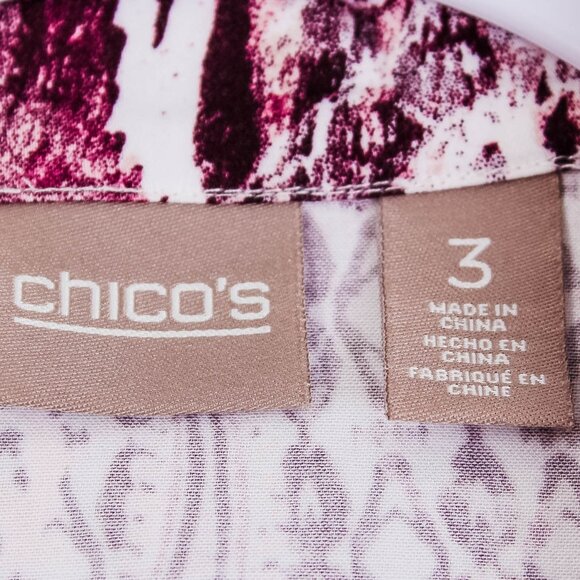 chico's
3
MADE IN
CHINA
HECHO EN
CHINA
FABRIQUÉ EN
CHINE